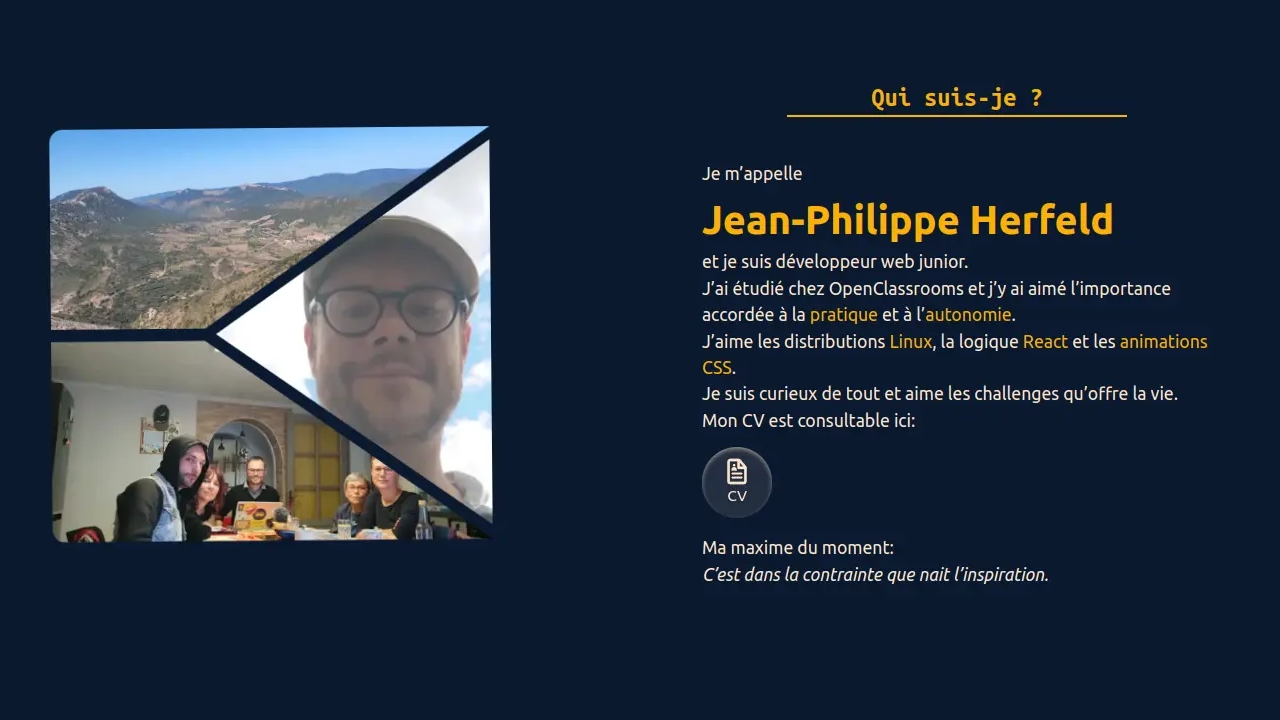 Qui suis-je ?
Je m’appelle
Jean-Philippe Herfeld
et je suis développeur web junior.
J’ai étudié chez OpenClassrooms et j’y ai aimé l’importance
accordée à la pratique et à l’autonomie.
J’aime les distributions Linux, la logique React et les animations
CSS.
Je suis curieux de tout et aime les challenges qu’offre la vie.
Mon CV est consultable ici:
CV
Ma maxime du moment:
C’est dans la contrainte que nait l’inspiration.